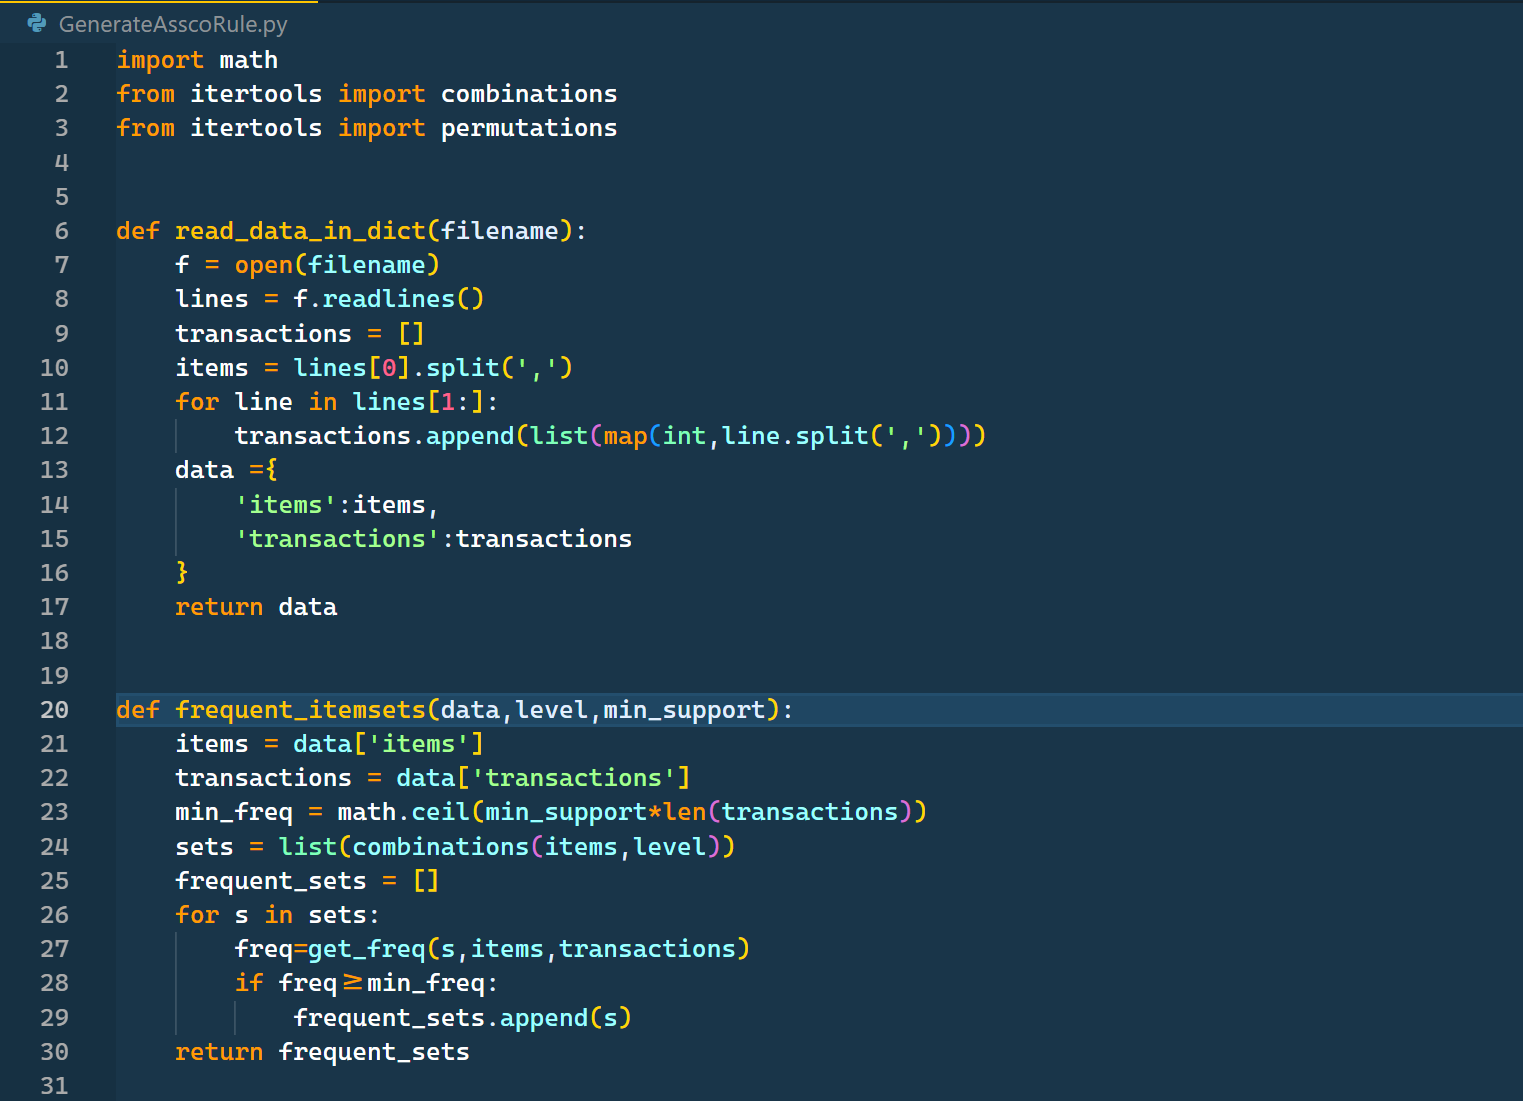 GenerateAsscoRule.py
1 import math
2 from itertools import combinations
3 from itertools import permutations
4
5
6 def read_data_in_dict(filename):
7     f = open(filename)
8     lines = f.readlines()
9     transactions = []
10     items = lines[0].split(',')
11     for line in lines[1:]:
12         transactions.append(list(map(int,line.split(','))))
13     data ={
14         'items':items,
15         'transactions':transactions
16     }
17     return data
18
19
20 def frequent_itemsets(data,level,min_support):
21     items = data['items']
22     transactions = data['transactions']
23     min_freq = math.ceil(min_support*len(transactions))
24     sets = list(combinations(items,level))
25     frequent_sets = []
26     for s in sets:
27         freq=get_freq(s,items,transactions)
28         if freq≥min_freq:
29             frequent_sets.append(s)
30     return frequent_sets
31